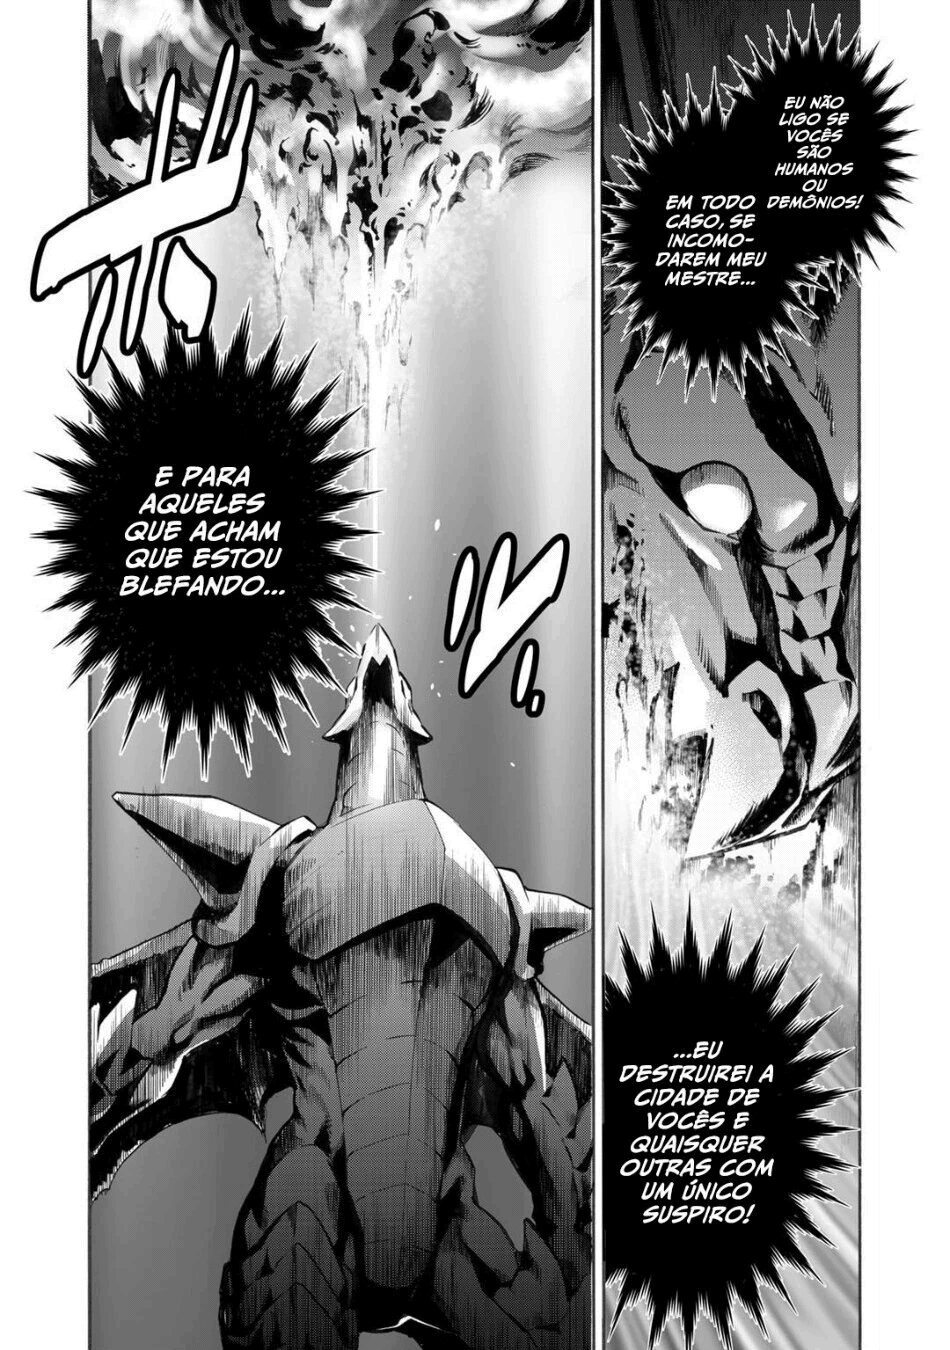 EU NÃO
LIGO SE
VOCÊS
SÃO
HUMANOS
OU
DEMÔNIOS!
EM TODO
CASO, SE
INCOMO-
DAREM MEU
MESTRE...
...EU
DESTRUIREI A
CIDADE DE
VOCÊS E
QUAISQUER
OUTRAS COM
UM ÚNICO
SUSPIRO!
E PARA
AQUELES
QUE ACHAM
QUE ESTOU
BLEFANDO...